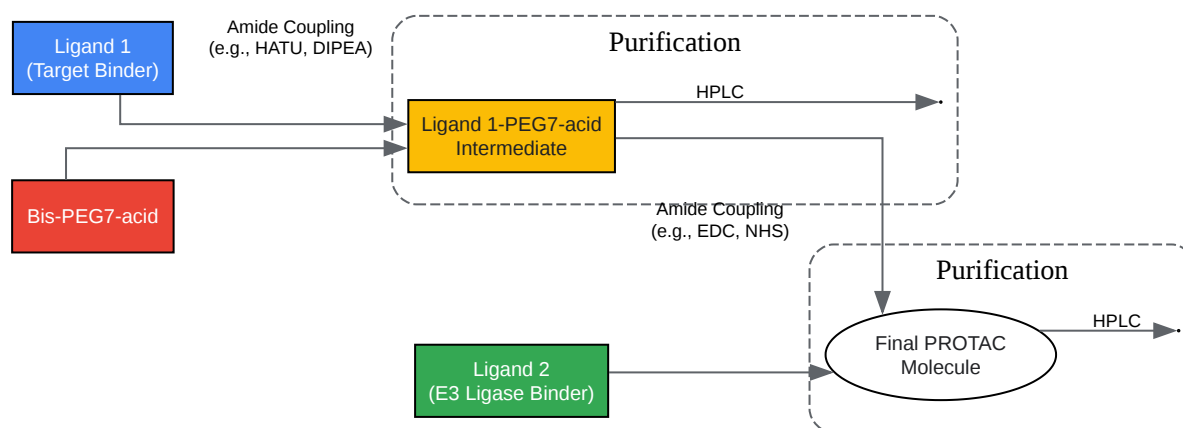 Amide Coupling
(e.g., HATU, DIPEA)
Ligand 1
(Target Binder)
Purification
HPLC
Ligand 1-PEG7-acid
Intermediate
Bis-PEG7-acid
Amide Coupling
(e.g., EDC, NHS)
Purification
HPLC
Final PROTAC
Molecule
Ligand 2
(E3 Ligase Binder)